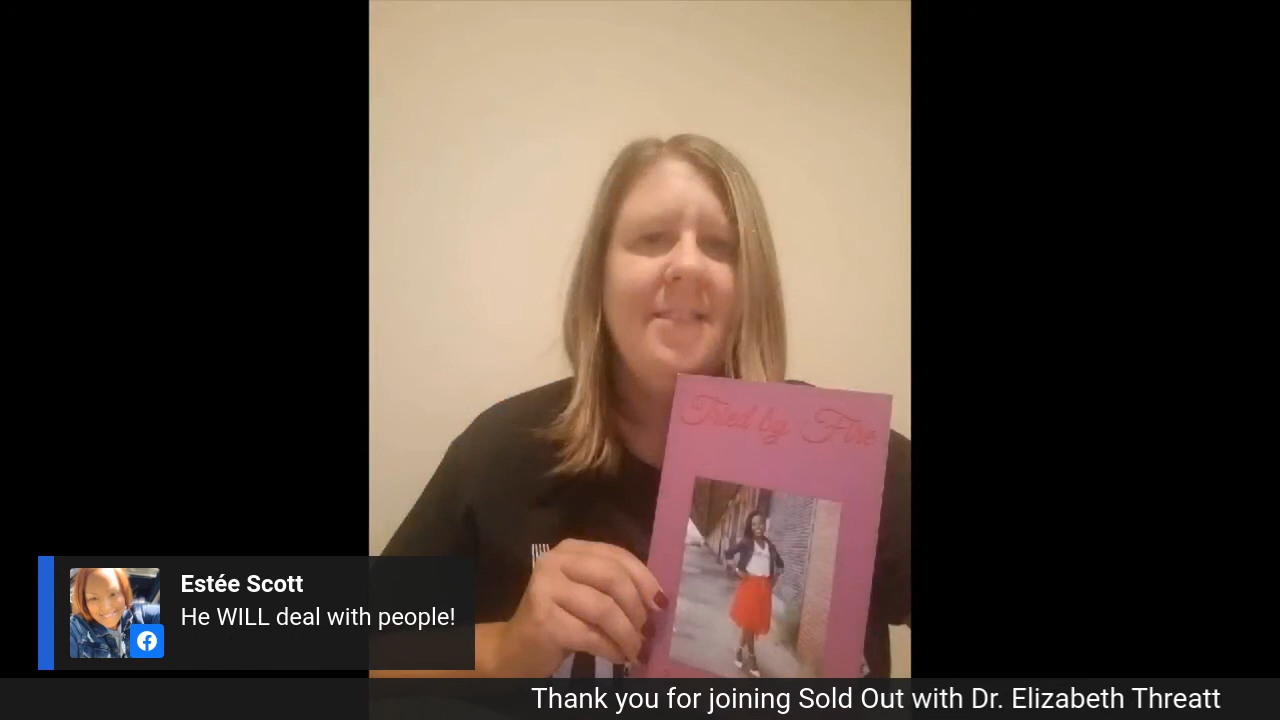 Tried by Fire
Estée Scott
He WILL deal with people!
Thank you for joining Sold Out with Dr. Elizabeth Threatt